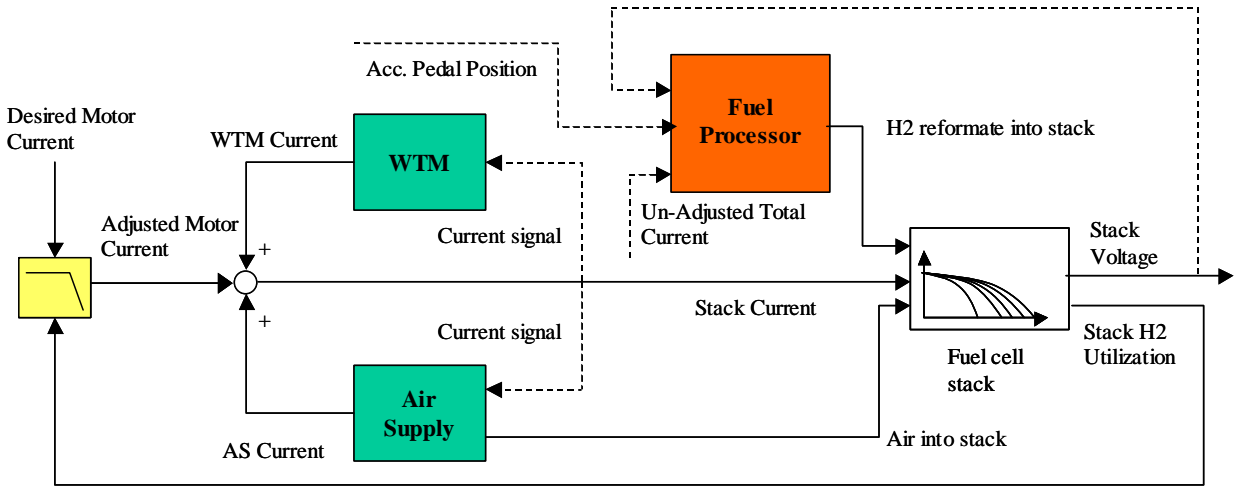 Acc. Pedal Position
Fuel
Processor
Desired Motor
Current
WTM Current
WTM
H2 reformate into stack
Adjusted Motor
Current
+
Current signal
Un-Adjusted Total
Current
Stack
Voltage
Stack Current
+
Current signal
Fuel cell
stack
Stack H2
Utilization
Air
Supply
AS Current
Air into stack